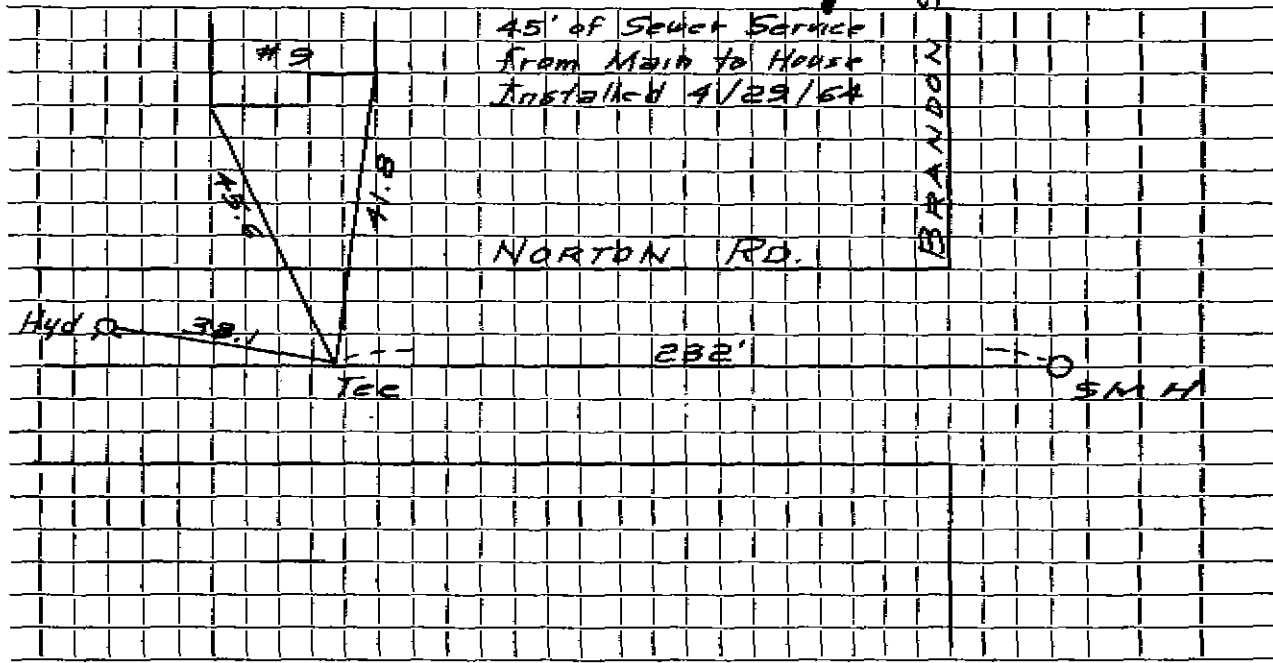 45' of Sewer Service
#9
from Main to House
Installed 4/29/64
BRANDON
49.6
41.8
NORTON RD.
Hyd
38.1
232'
Tee
SMH